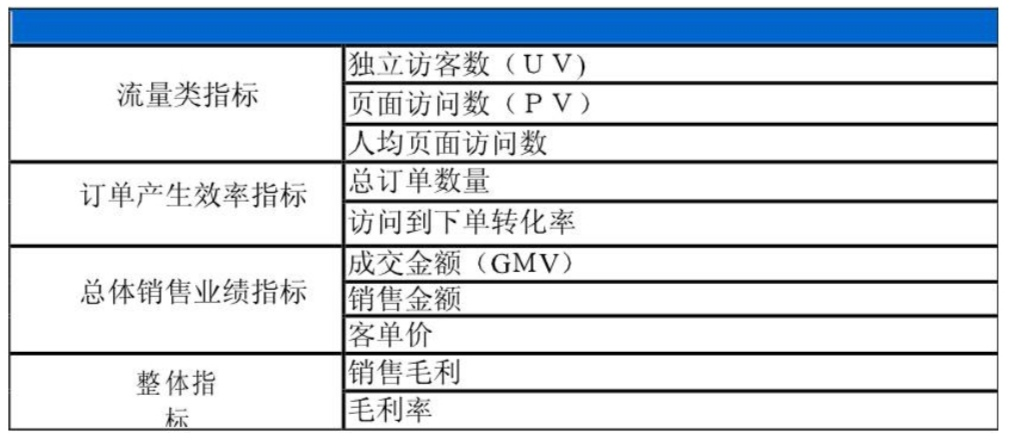 流量类指标
独立访客数（ＵＶ)
页面访问数（ＰＶ）
人均页面访问数
订单产生效率指标
总订单数量
访问到下单转化率
总体销售业绩指标
成交金额（GMV）
销售金额
客单价
整体指
标
销售毛利
毛利率